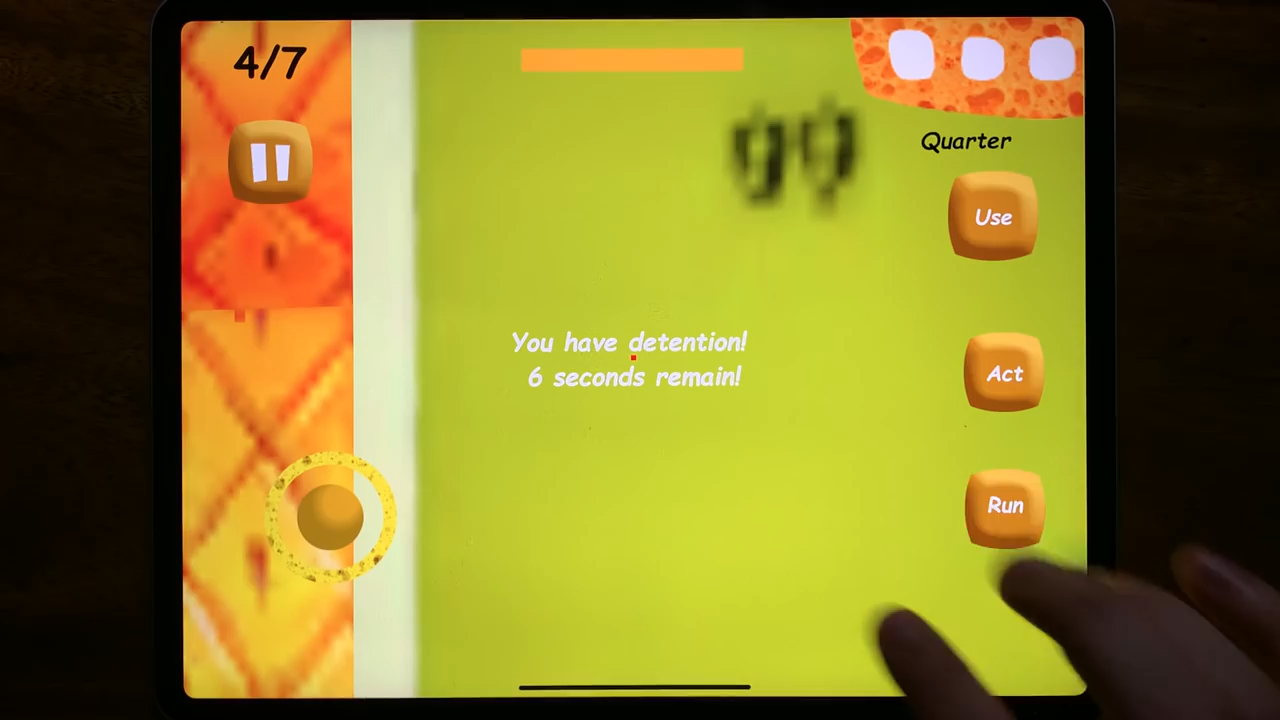 4/7
Quarter
Use
You have detention!
6 seconds remain!
Act
Run